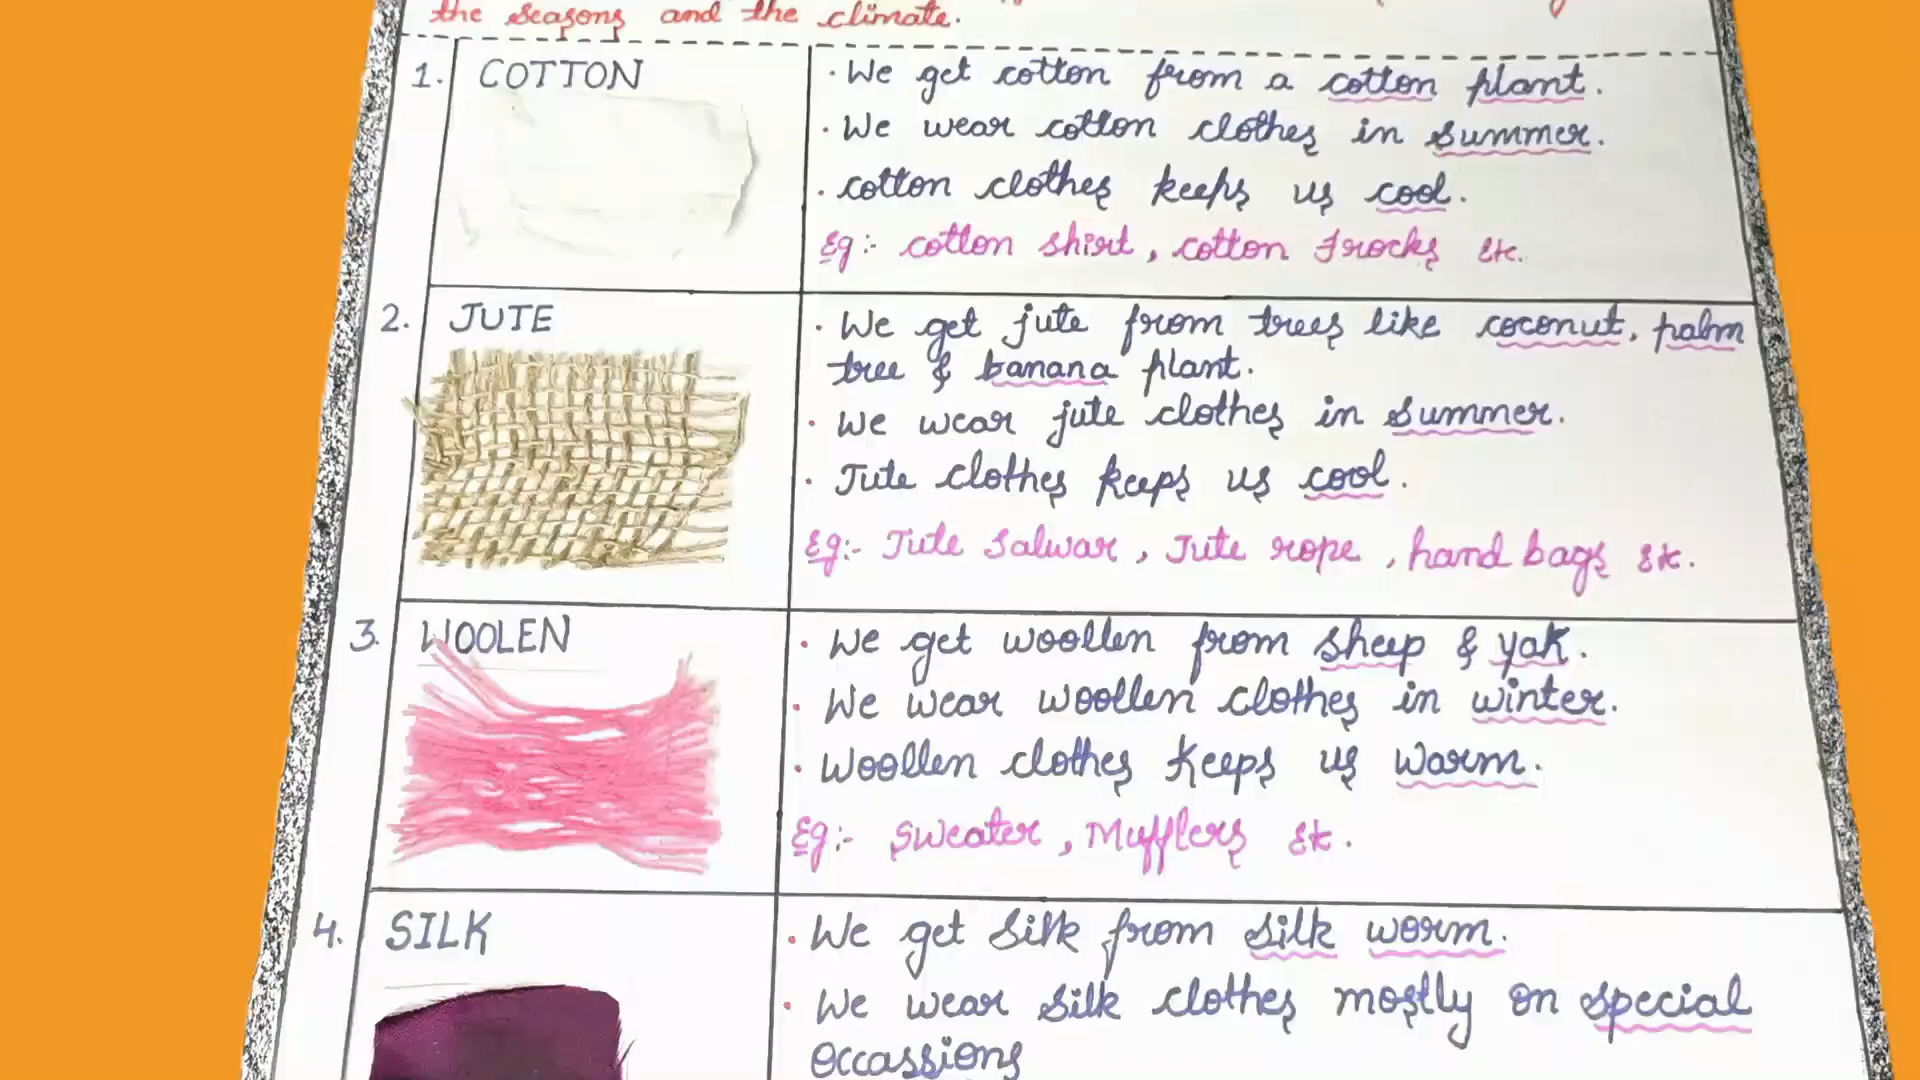 the seasons and the climate.
1. COTTON
· We get cotton from a cotton plant.
· We wear cotton clothes in summer.
· cotton clothes keeps us cool.
Eg:- cotton shirt, cotton frocks etc.
2. JUTE
· We get jute from trees like coconut, palm
tree & banana plant.
· We wear jute clothes in summer.
· Jute clothes keeps us cool.
Eg:- Jute salwar, Jute rope, hand bags etc.
3. WOOLEN
· We get woollen from sheep & yak.
· We wear woollen clothes in winter.
· Woollen clothes keeps us warm.
Eg:- Sweater, Mufflers etc.
4. SILK
· We get silk from silk worm.
· We wear silk clothes mostly on special
occassions